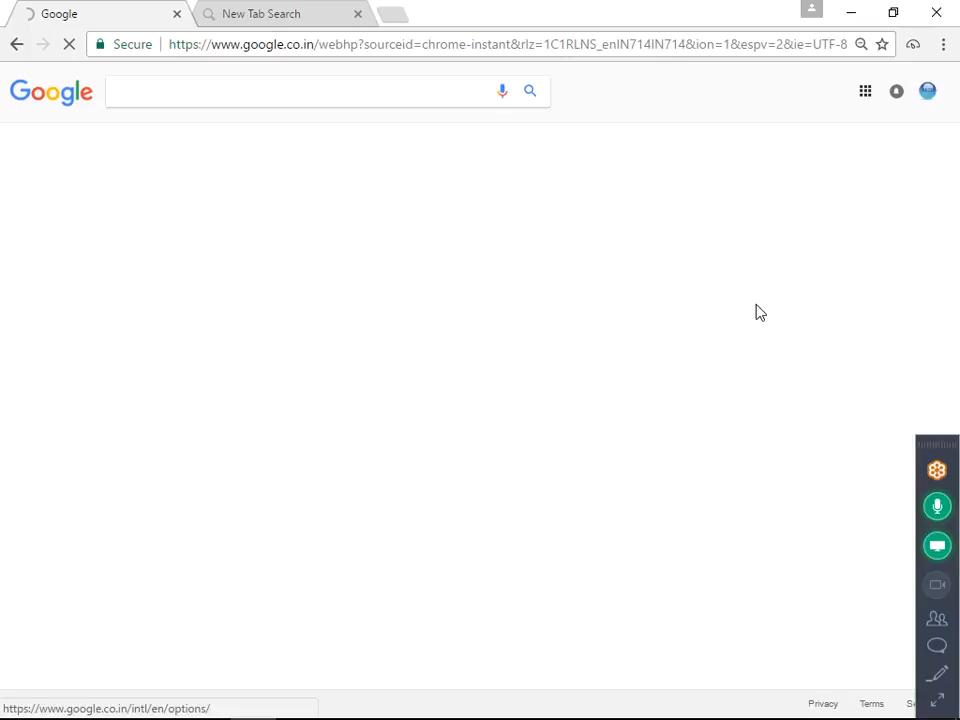 Google
New Tab Search
Secure
https://www.google.co.in/webhp?sourceid=chrome-instant&rlz=1C1RLNS_enIN714IN714&ion=1&espv=2&ie=UTF-8
Google
https://www.google.co.in/intl/en/options/
Privacy
Terms